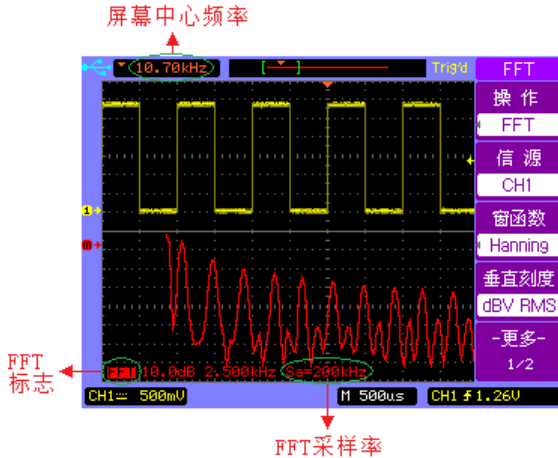 屏幕中心频率
10.70kHz
Trig'd
FFT
操作
FFT
信源
CH1
窗函数
Hanning
垂直刻度
dBV RMS
-更多-
1/2
1
M
FFT 10.0dB 2.500kHz Sa=200kHz
CH1 500mV
M 500us
CH1 1.26V
FFT
标志
FFT采样率